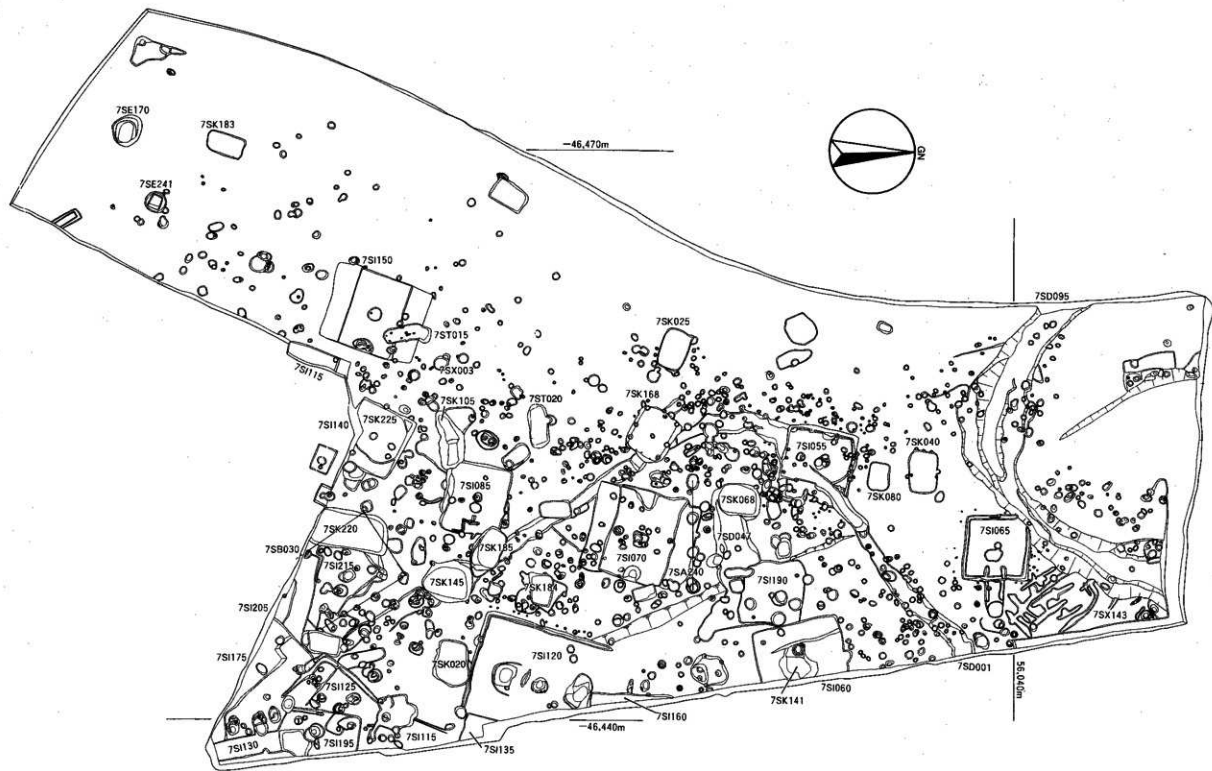 7SE170
7SK183
−46,470m
GN
7SE241
7SI150
7SD095
7ST015
7SK025
7SI115
7SX003
7SK105
7ST020
7SK168
7SI140
7SK225
7SI055
7SK040
7SK080
7SI085
7SK068
7SK220
7SD047
7SI065
7SB030
7SK185
7SI070
7SI215
7SA240
7SI190
7SK145
7SK184
7SX143
7SI205
7SI175
7SK020
7SI120
7SD001
56,040m
7SI125
7SK141
7SI060
7SI160
7SI130
7SI195
7SI115
7SI135
−46,440m